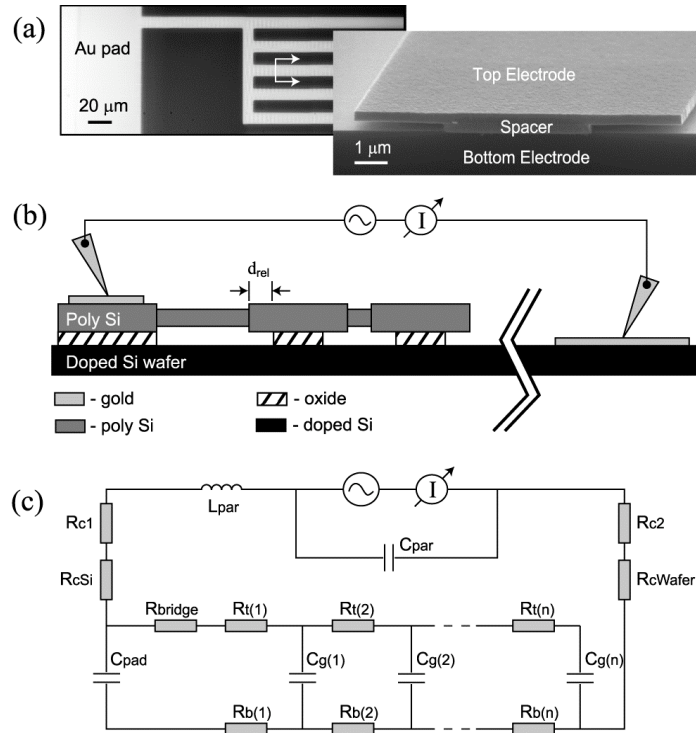 (a)
Au pad
20 μm
Top Electrode
Spacer
1 μm
Bottom Electrode
(b)
I
drel
Poly Si
Doped Si wafer
- gold
- oxide
- poly Si
- doped Si
(c)
I
Lpar
Rc1
Rc2
Cpar
RcSi
RcWafer
Rbridge
Rt(1)
Rt(2)
Rt(n)
Cpad
Cg(1)
Cg(2)
Cg(n)
Rb(1)
Rb(2)
Rb(n)